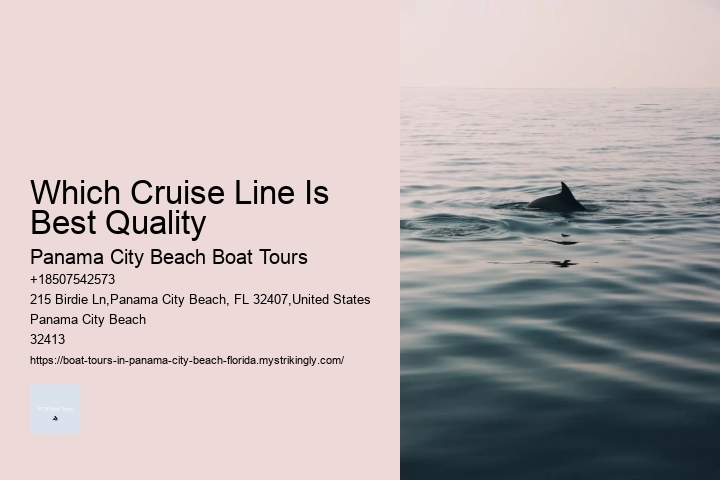 Which Cruise Line Is
Best Quality
Panama City Beach Boat Tours
+18507542573
215 Birdie Ln,Panama City Beach, FL 32407,United States
Panama City Beach
32413
https://boat-tours-in-panama-city-beach-florida.mystrikingly.com/